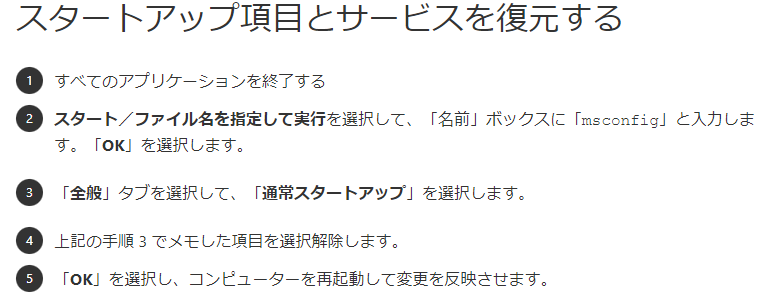 スタートアップ項目とサービスを復元する
1 すべてのアプリケーションを終了する
2 スタート／ファイル名を指定して実行を選択して、「名前」ボックスに「msconfig」と入力しま
す。「OK」を選択します。
3 「全般」タブを選択して、「通常スタートアップ」を選択します。
4 上記の手順 3 でメモした項目を選択解除します。
5 「OK」を選択し、コンピューターを再起動して変更を反映させます。